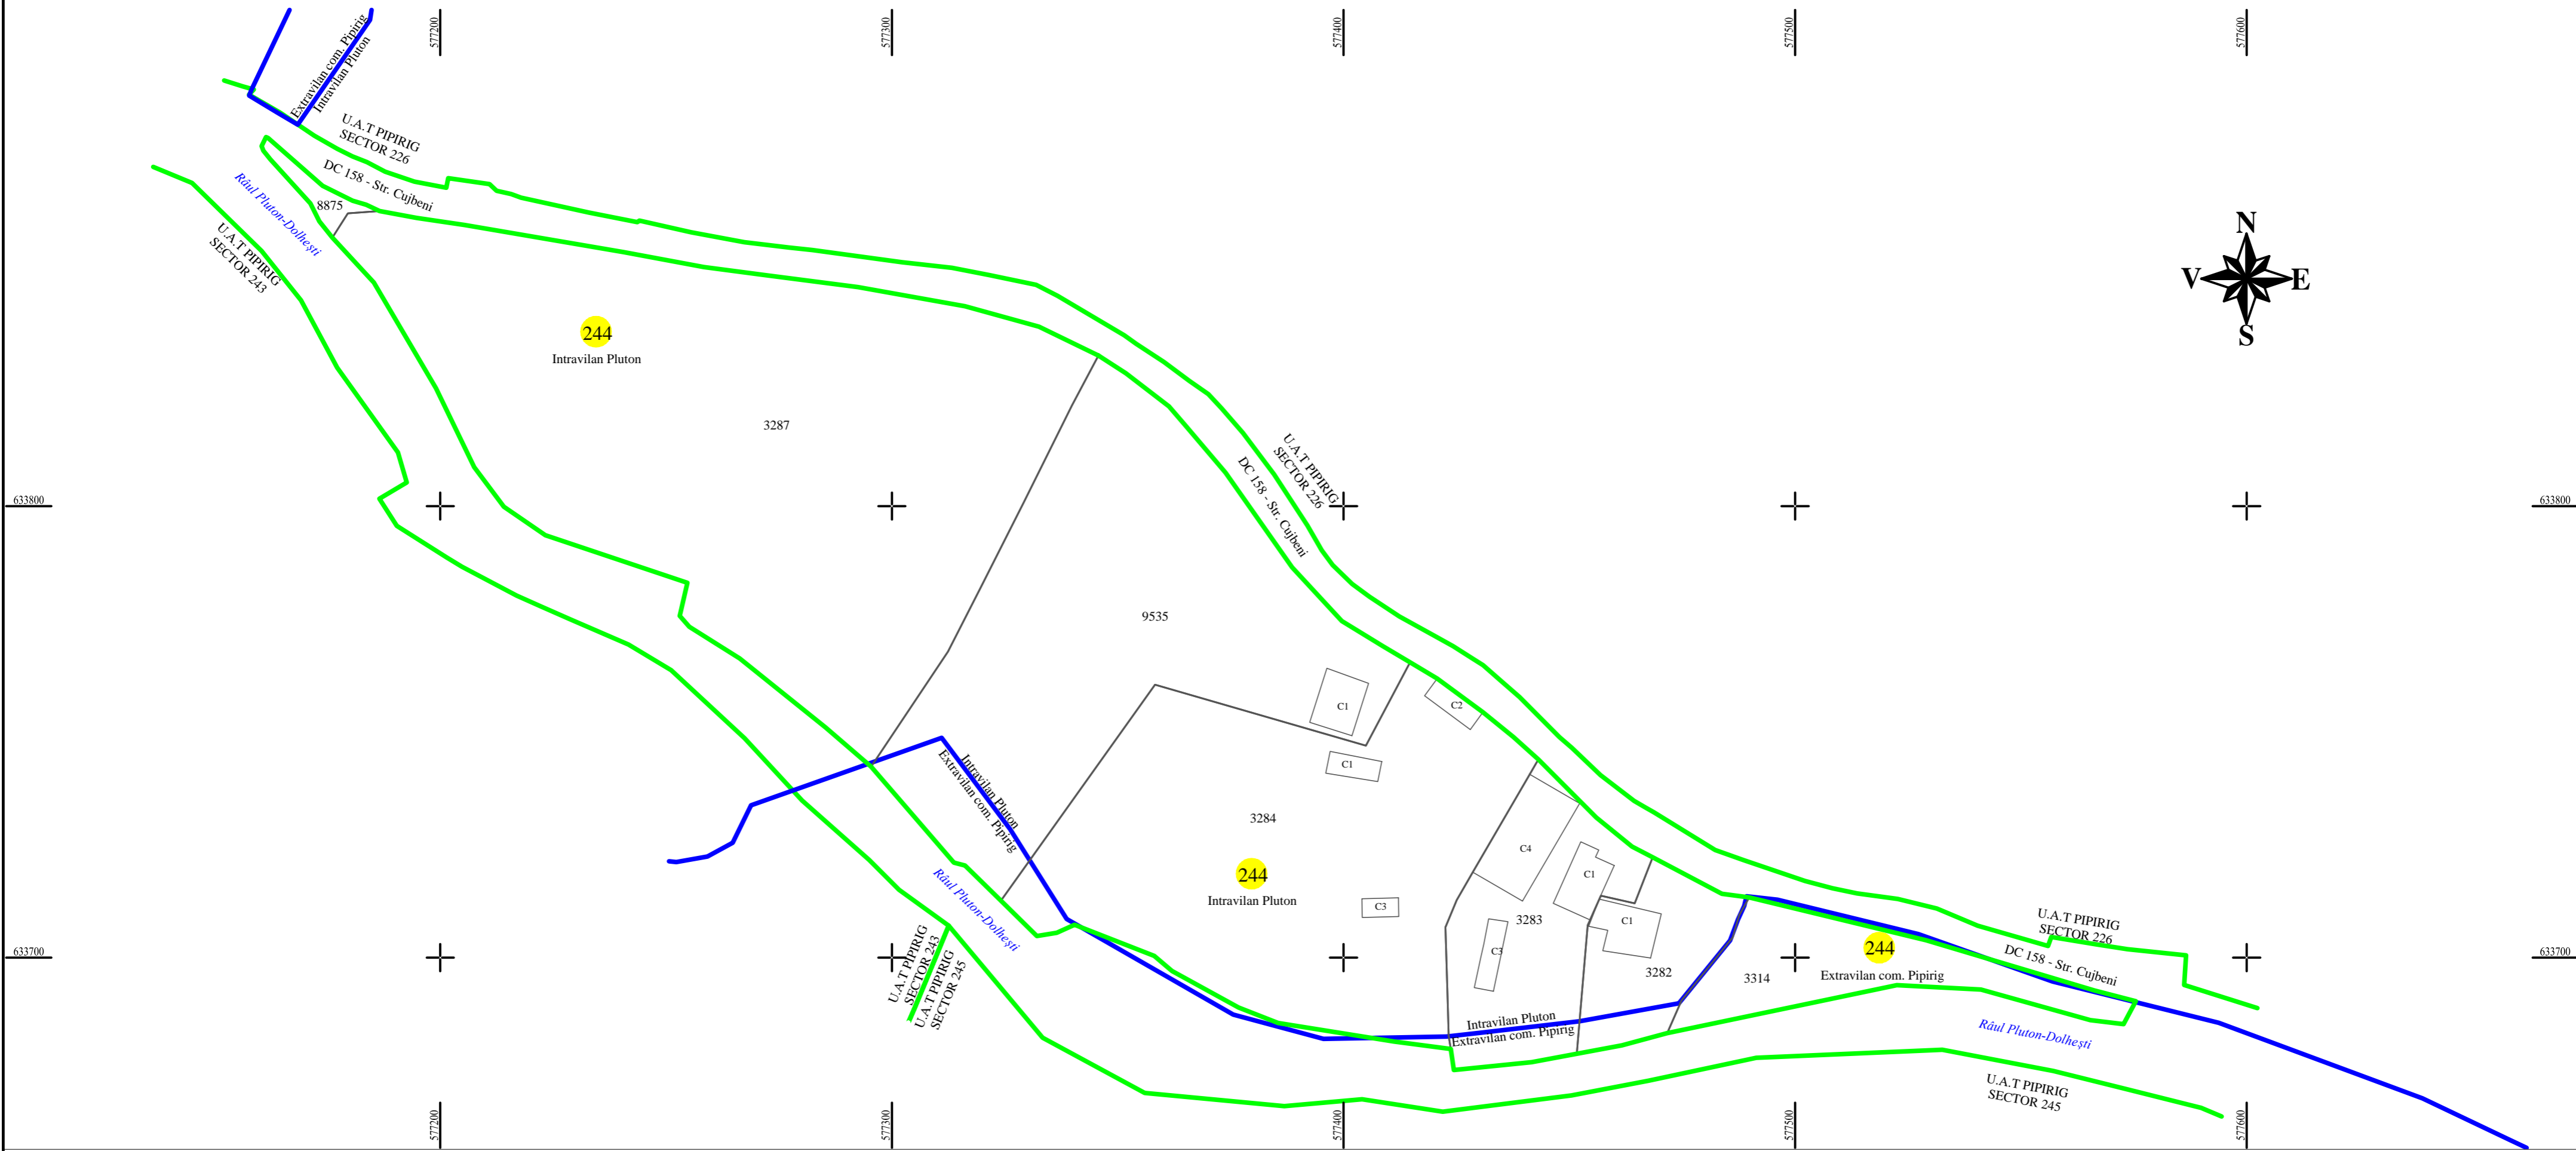 577200
577300
577400
577500
577600
Extravilan com. Pipirig
Intravilan Pluton
U.A.T PIPIRIG
SECTOR 226
DC 158 - Str. Cujbeni
Râul Pluton-Dolheşti
8875
U.A.T PIPIRIG
SECTOR 243
N
V
E
S
244
Intravilan Pluton
3287
U.A.T PIPIRIG
SECTOR 226
DC 158 - Str. Cujbeni
633800
633800
9535
C1
C2
C1
Intravilan Pluton
Extravilan com. Pipirig
3284
C4
244
Intravilan Pluton
C1
C3
3283
C1
C3
Râul Pluton-Dolheşti
U.A.T PIPIRIG
SECTOR 243
U.A.T PIPIRIG
SECTOR 245
U.A.T PIPIRIG
SECTOR 226
633700
633700
244
Extravilan com. Pipirig
DC 158 - Str. Cujbeni
3282
3314
Intravilan Pluton
Extravilan com. Pipirig
Râul Pluton-Dolheşti
U.A.T PIPIRIG
SECTOR 245
577200
577300
577400
577500
577600